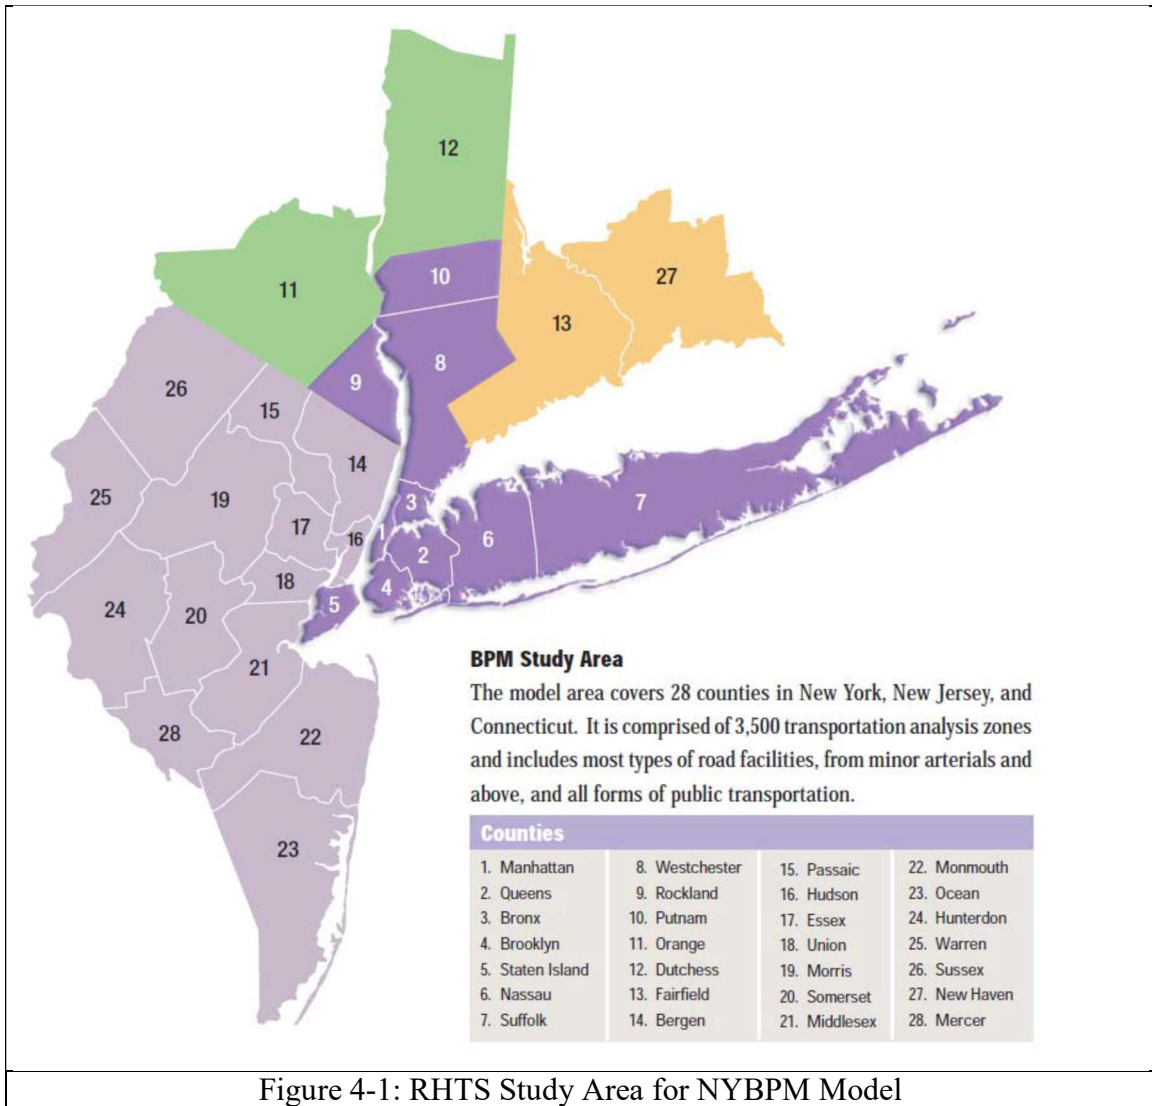 12
10
11
27
13
8
9
26
15
14
3
7
25
19
17
16
1
6
2
18
4
5
24
20
21
28
22
23
BPM Study Area
The model area covers 28 counties in New York, New Jersey, and
Connecticut. It is comprised of 3,500 transportation analysis zones
and includes most types of road facilities, from minor arterials and
above, and all forms of public transportation.
Counties
1. Manhattan
2. Queens
3. Bronx
4. Brooklyn
5. Staten Island
6. Nassau
7. Suffolk
8. Westchester
9. Rockland
10. Putnam
11. Orange
12. Dutchess
13. Fairfield
14. Bergen
15. Passaic
16. Hudson
17. Essex
18. Union
19. Morris
20. Somerset
21. Middlesex
22. Monmouth
23. Ocean
24. Hunterdon
25. Warren
26. Sussex
27. New Haven
28. Mercer
Figure 4-1: RHTS Study Area for NYBPM Model